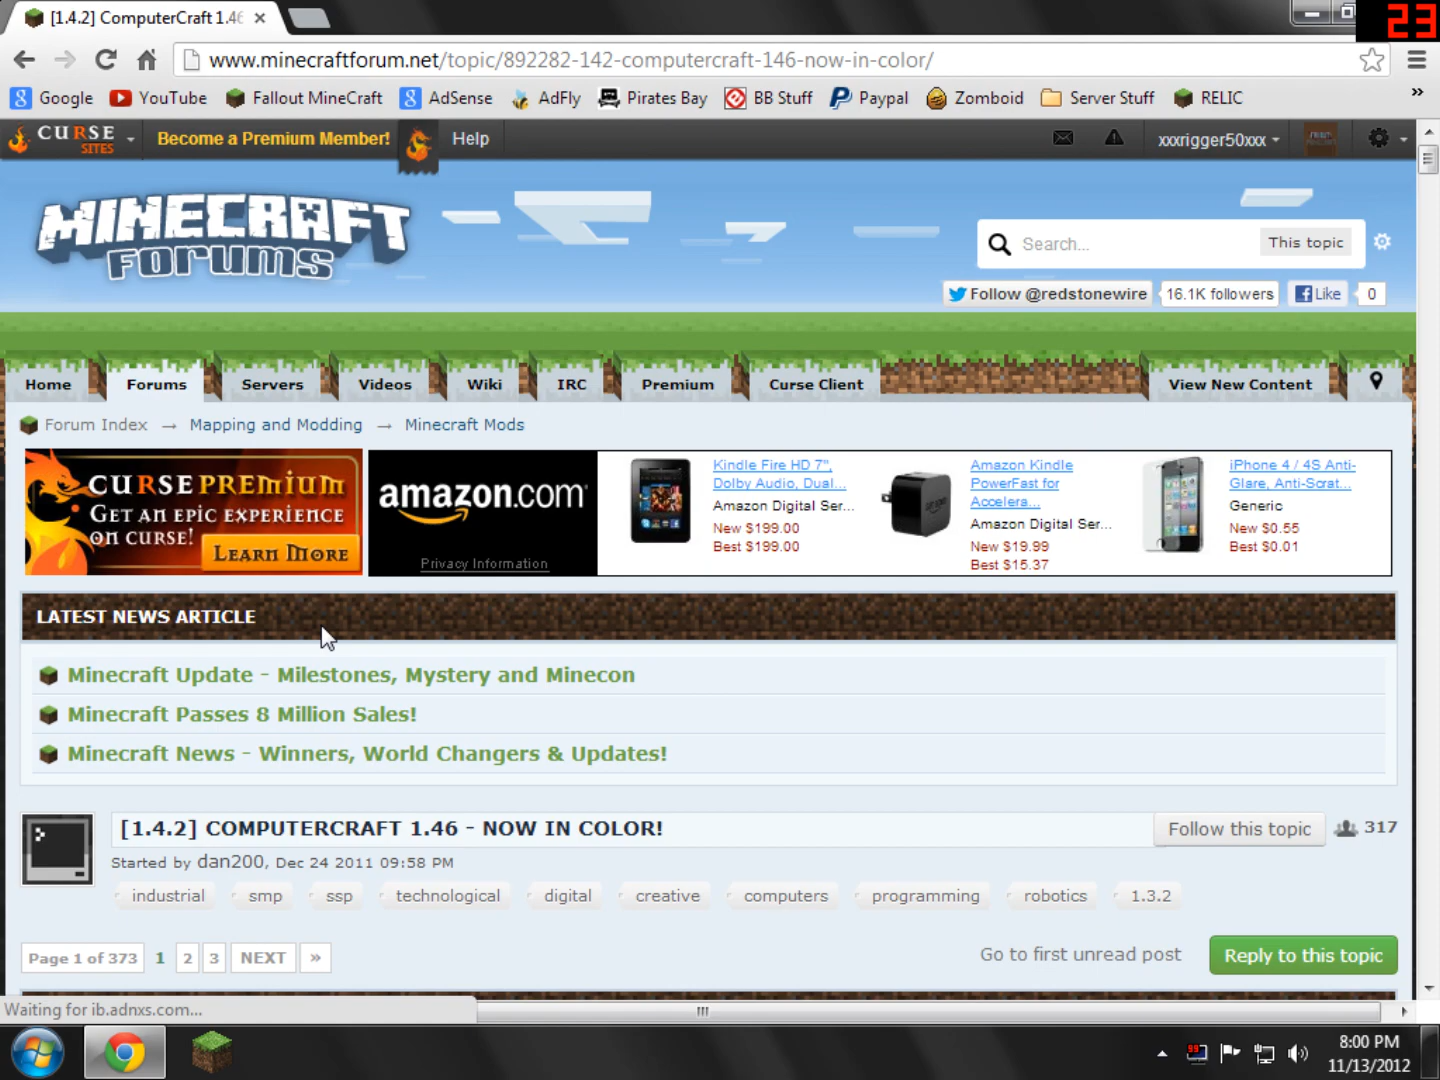 [1.4.2] ComputerCraft 1.46
23
www.minecraftforum.net/topic/892282-142-computercraft-146-now-in-color/
Google YouTube Fallout MineCraft AdSense AdFly Pirates Bay BB Stuff Paypal Zomboid Server Stuff RELIC »
CURSE SITES Become a Premium Member! Help xxxrigger50xxx
MINECRAFT
FORUMS
Search... This topic
Follow @redstonewire 16.1K followers Like 0
Home Forums Servers Videos Wiki IRC Premium Curse Client View New Content
Forum Index → Mapping and Modding → Minecraft Mods
CURSE PREMIUM
GET AN EPIC EXPERIENCE
ON CURSE!
LEARN MORE
amazon.com
Privacy Information
Kindle Fire HD 7",
Dolby Audio, Dual...
Amazon Digital Ser...
New $199.00
Best $199.00
Amazon Kindle
PowerFast for
Accelera...
Amazon Digital Ser...
New $19.99
Best $15.37
iPhone 4 / 4S Anti-
Glare, Anti-Scrat...
Generic
New $0.55
Best $0.01
LATEST NEWS ARTICLE
Minecraft Update - Milestones, Mystery and Minecon
Minecraft Passes 8 Million Sales!
Minecraft News - Winners, World Changers & Updates!
[1.4.2] COMPUTERCRAFT 1.46 - NOW IN COLOR!
Follow this topic 317
Started by dan200, Dec 24 2011 09:58 PM
industrial smp ssp technological digital creative computers programming robotics 1.3.2
Page 1 of 373 1 2 3 NEXT »
Go to first unread post Reply to this topic
Waiting for ib.adnxs.com...
99
8:00 PM
11/13/2012